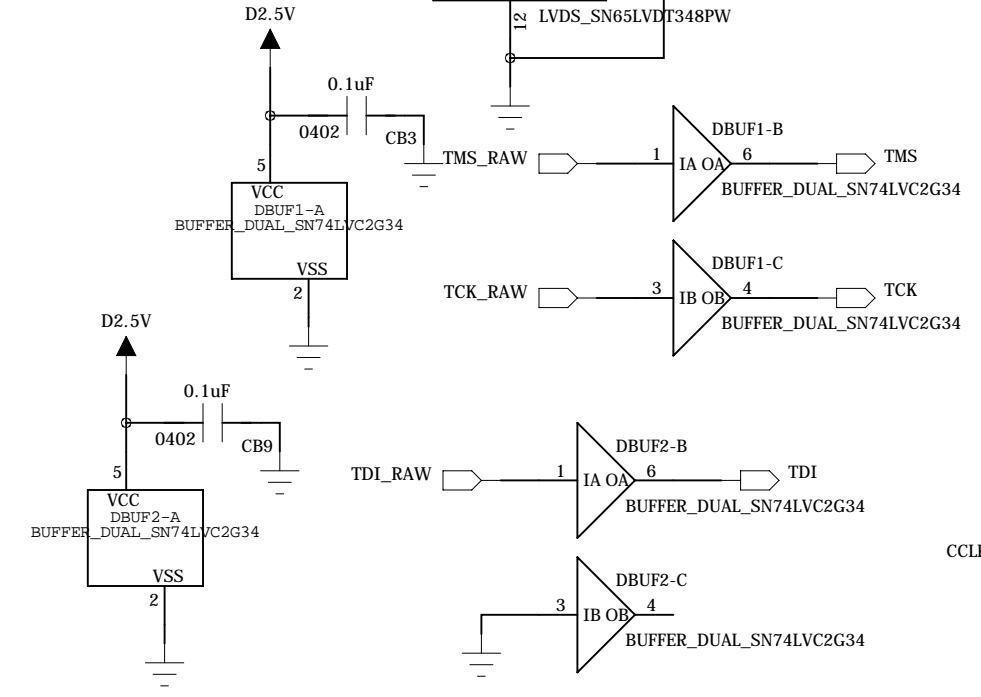 D2.5V
12
LVDS_SN65LVDT348PW
0.1uF
0402
CB3
5
VCC
DBUF1-A
BUFFER_DUAL_SN74LVC2G34
VSS
2
DBUF1-B
TMS_RAW
1
IA OA
6
TMS
BUFFER_DUAL_SN74LVC2G34
DBUF1-C
TCK_RAW
3
IB OB
4
TCK
BUFFER_DUAL_SN74LVC2G34
D2.5V
0.1uF
0402
CB9
5
VCC
DBUF2-A
BUFFER_DUAL_SN74LVC2G34
VSS
2
DBUF2-B
TDI_RAW
1
IA OA
6
TDI
BUFFER_DUAL_SN74LVC2G34
DBUF2-C
3
IB OB
4
BUFFER_DUAL_SN74LVC2G34